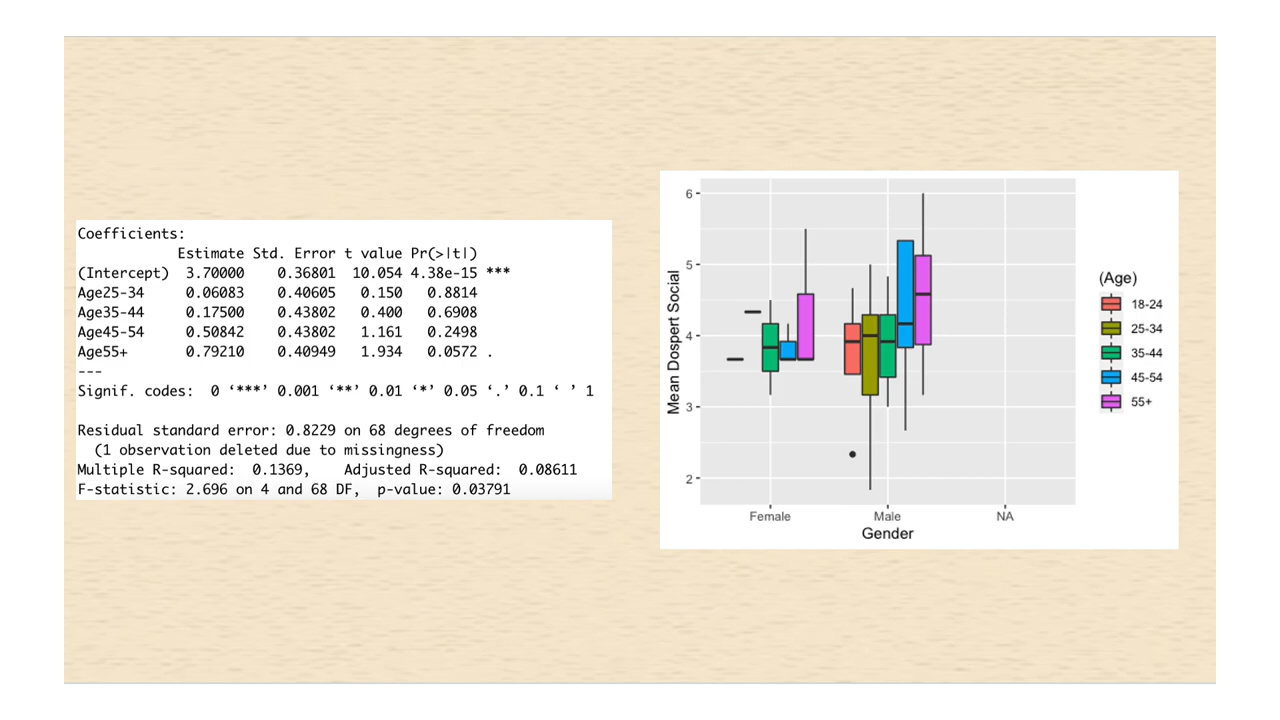 Coefficients:
Estimate Std. Error t value Pr(>|t|)
(Intercept) 3.70000 0.36801 10.054 4.38e-15 ***
Age25-34 0.06083 0.40605 0.150 0.8814
Age35-44 0.17500 0.43802 0.400 0.6908
Age45-54 0.50842 0.43802 1.161 0.2498
Age55+ 0.79210 0.40949 1.934 0.0572 .
---
Signif. codes: 0 ‘***’ 0.001 ‘**’ 0.01 ‘*’ 0.05 ‘.’ 0.1 ‘ ’ 1
Residual standard error: 0.8229 on 68 degrees of freedom
(1 observation deleted due to missingness)
Multiple R-squared: 0.1369, Adjusted R-squared: 0.08611
F-statistic: 2.696 on 4 and 68 DF, p-value: 0.03791
Mean Dospert Social
6
5
4
3
2
Female Male NA
Gender
(Age)
18-24
25-34
35-44
45-54
55+